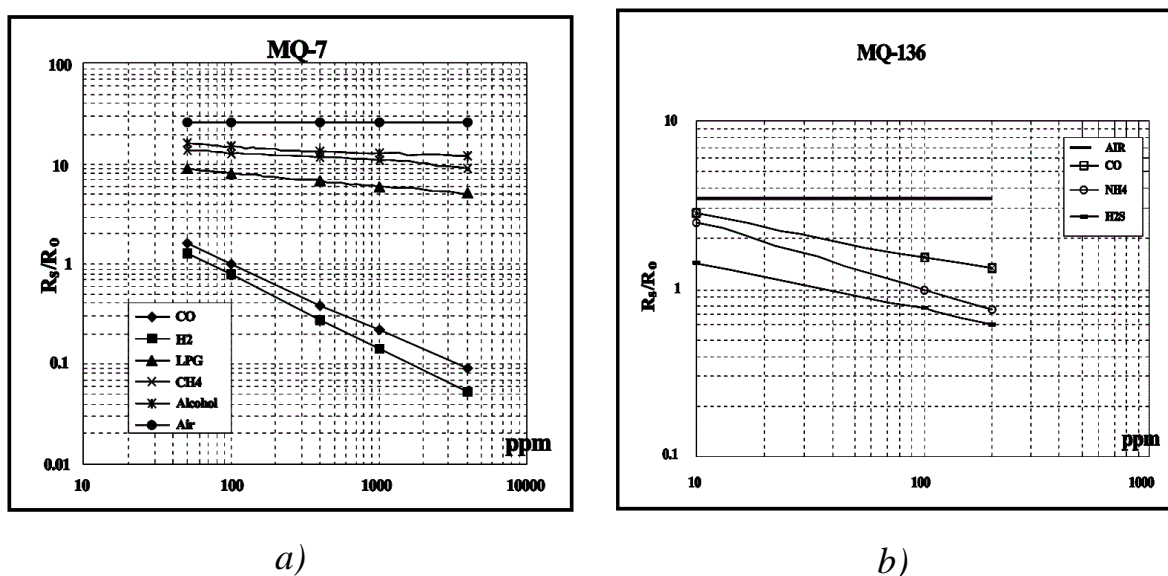 MQ-7
100
10
1
0.1
0.01
Rs/Ro
CO
H2
LPG
CH4
Alcohol
Air
ppm
10
100
1000
10000
a)
MQ-136
10
1
0.1
Rs/Ro
AIR
CO
NH4
H2S
ppm
10
100
1000
b)